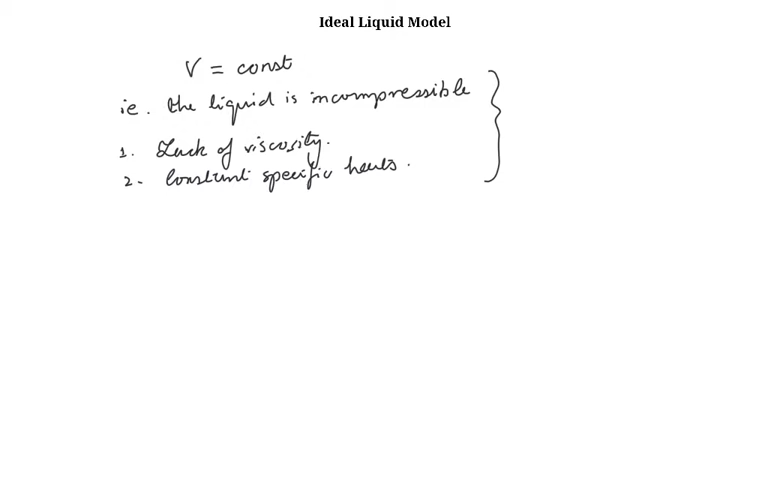 Ideal Liquid Model
V = const
ie. the liquid is incompressible
1. Lack of viscosity.
2- Constant specific heats.